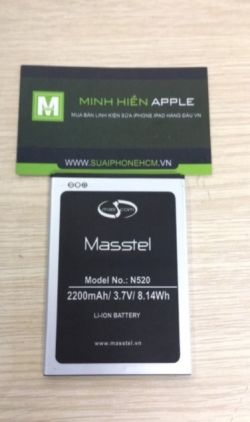 M
MINH HIỀN APPLE
MUA BÁN LINH KIỆN SỬA IPHONE IPAD HÀNG ĐẦU VN
WWW.SUAIPHONEHCM.VN
Masstel
Model No.: N520
2200mAh/ 3.7V/ 8.14Wh
LI-ION BATTERY
www.masstel.vn